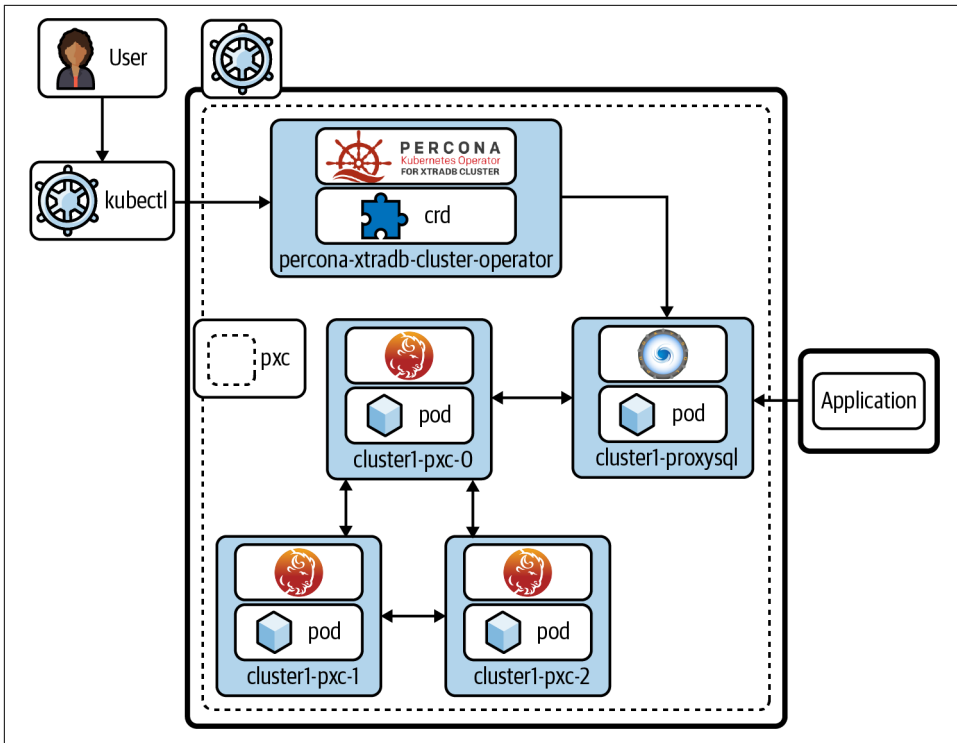 User
kubectl
PERCONA
Kubernetes Operator
FOR XTRADB CLUSTER
crd
percona-xtradb-cluster-operator
pxc
pod
cluster1-pxc-0
pod
cluster1-proxysql
Application
pod
cluster1-pxc-1
pod
cluster1-pxc-2